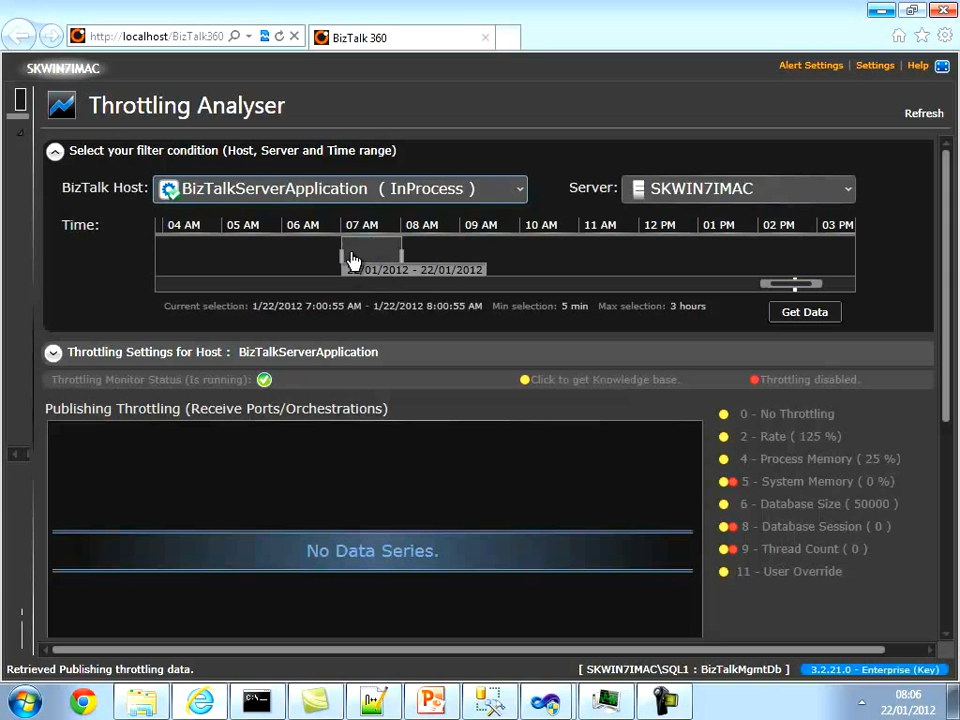 http://localhost/BizTalk360
BizTalk 360
SKWIN7IMAC
Alert Settings | Settings | Help
Throttling Analyser
Refresh
Select your filter condition (Host, Server and Time range)
BizTalk Host: BizTalkServerApplication ( InProcess ) Server: SKWIN7IMAC
Time: 04 AM 05 AM 06 AM 07 AM 08 AM 09 AM 10 AM 11 AM 12 PM 01 PM 02 PM 03 PM
/01/2012 - 22/01/2012
Current selection: 1/22/2012 7:00:55 AM - 1/22/2012 8:00:55 AM Min selection: 5 min Max selection: 3 hours
Get Data
Throttling Settings for Host : BizTalkServerApplication
Throttling Monitor Status (Is running): Click to get Knowledge base. Throttling disabled.
Publishing Throttling (Receive Ports/Orchestrations)
0 - No Throttling
2 - Rate ( 125 %)
4 - Process Memory ( 25 %)
5 - System Memory ( 0 %)
6 - Database Size ( 50000 )
8 - Database Session ( 0 )
9 - Thread Count ( 0 )
11 - User Override
No Data Series.
Retrieved Publishing throttling data.
[ SKWIN7IMAC\SQL1 : BizTalkMgmtDb ]
3.2.21.0 - Enterprise (Key)
08:06
22/01/2012